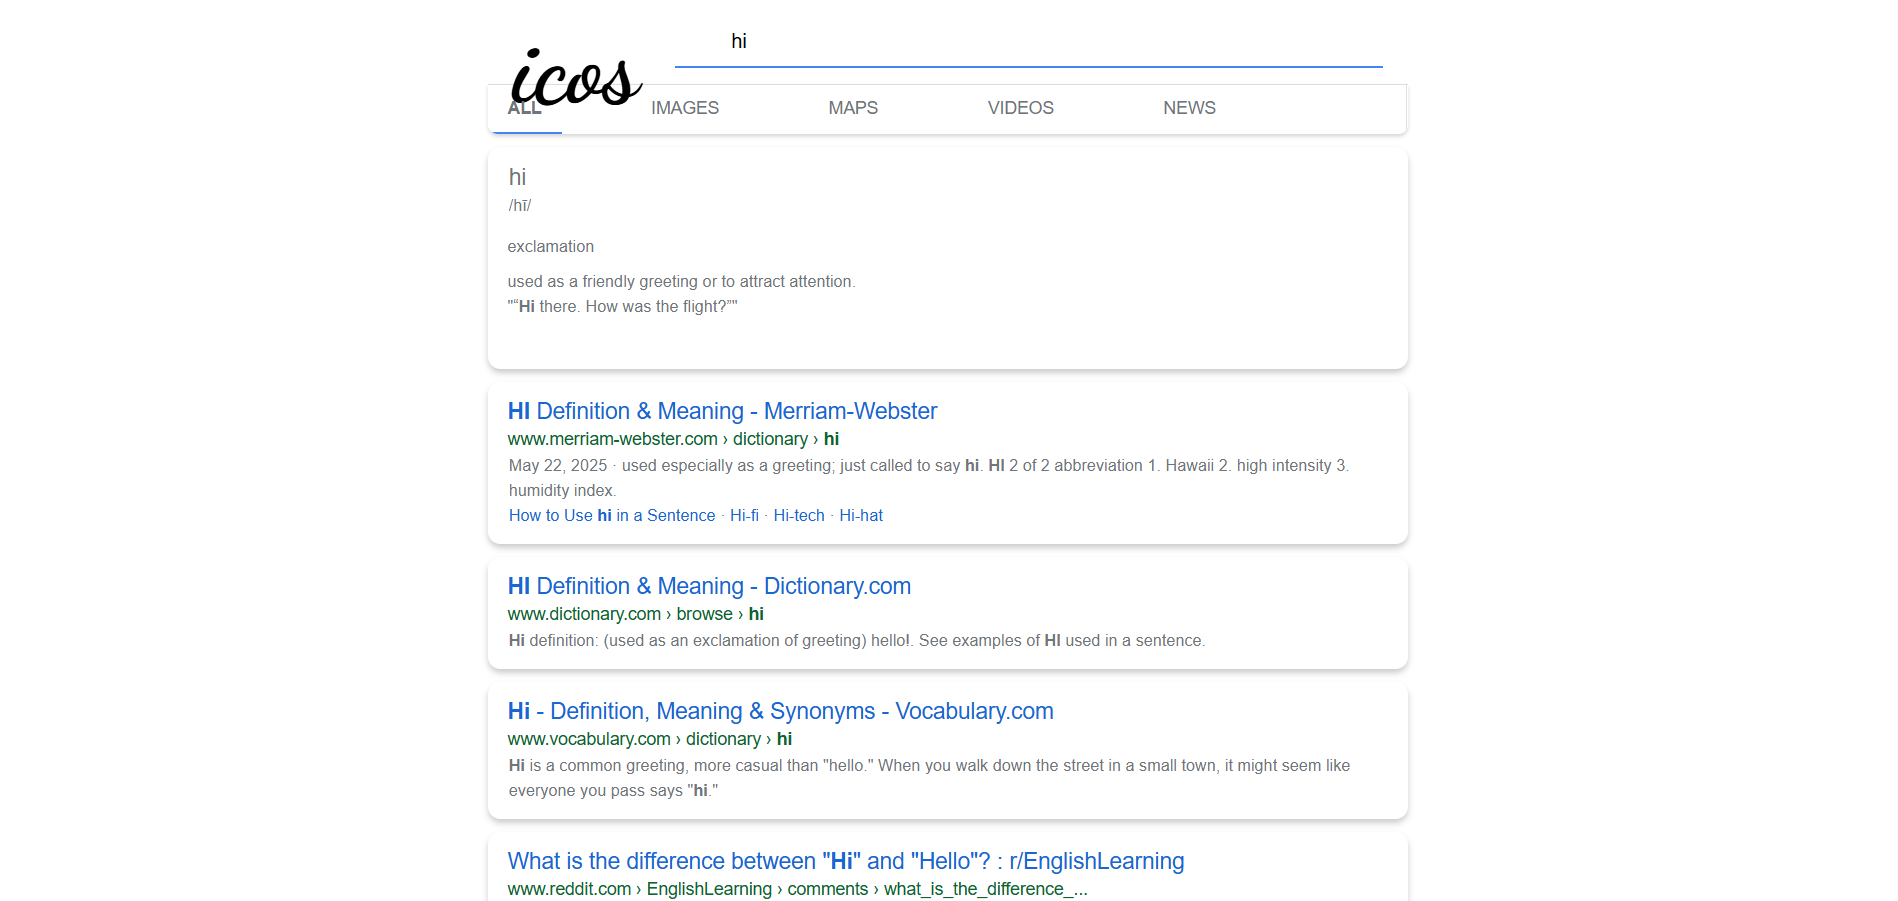 hi
icos
ALL IMAGES MAPS VIDEOS NEWS
hi
/hī/
exclamation
used as a friendly greeting or to attract attention.
"“Hi there. How was the flight?”"
HI Definition & Meaning - Merriam-Webster
www.merriam-webster.com › dictionary › hi
May 22, 2025 · used especially as a greeting; just called to say hi. HI 2 of 2 abbreviation 1. Hawaii 2. high intensity 3.
humidity index.
How to Use hi in a Sentence · Hi-fi · Hi-tech · Hi-hat
HI Definition & Meaning - Dictionary.com
www.dictionary.com › browse › hi
Hi definition: (used as an exclamation of greeting) hello!. See examples of HI used in a sentence.
Hi - Definition, Meaning & Synonyms - Vocabulary.com
www.vocabulary.com › dictionary › hi
Hi is a common greeting, more casual than "hello." When you walk down the street in a small town, it might seem like
everyone you pass says "hi."
What is the difference between "Hi" and "Hello"? : r/EnglishLearning
www.reddit.com › EnglishLearning › comments › what_is_the_difference_...